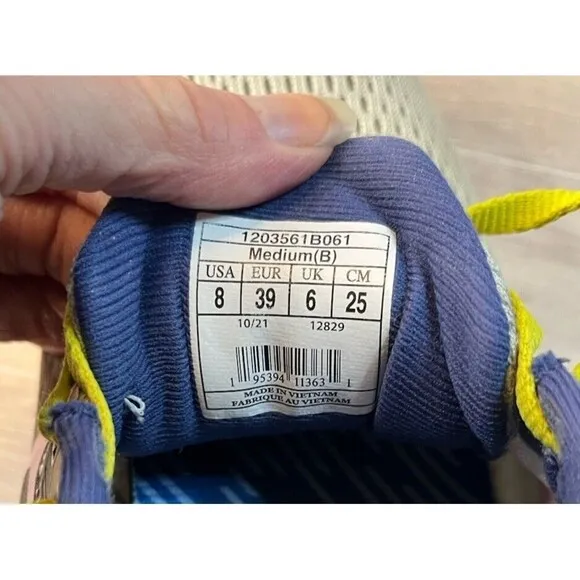 1203561B061
Medium(B)
USA EUR UK CM
8 39 6 25
10/21 12829
1 95394 11363 1
MADE IN VIETNAM
FABRIQUE AU VIETNAM